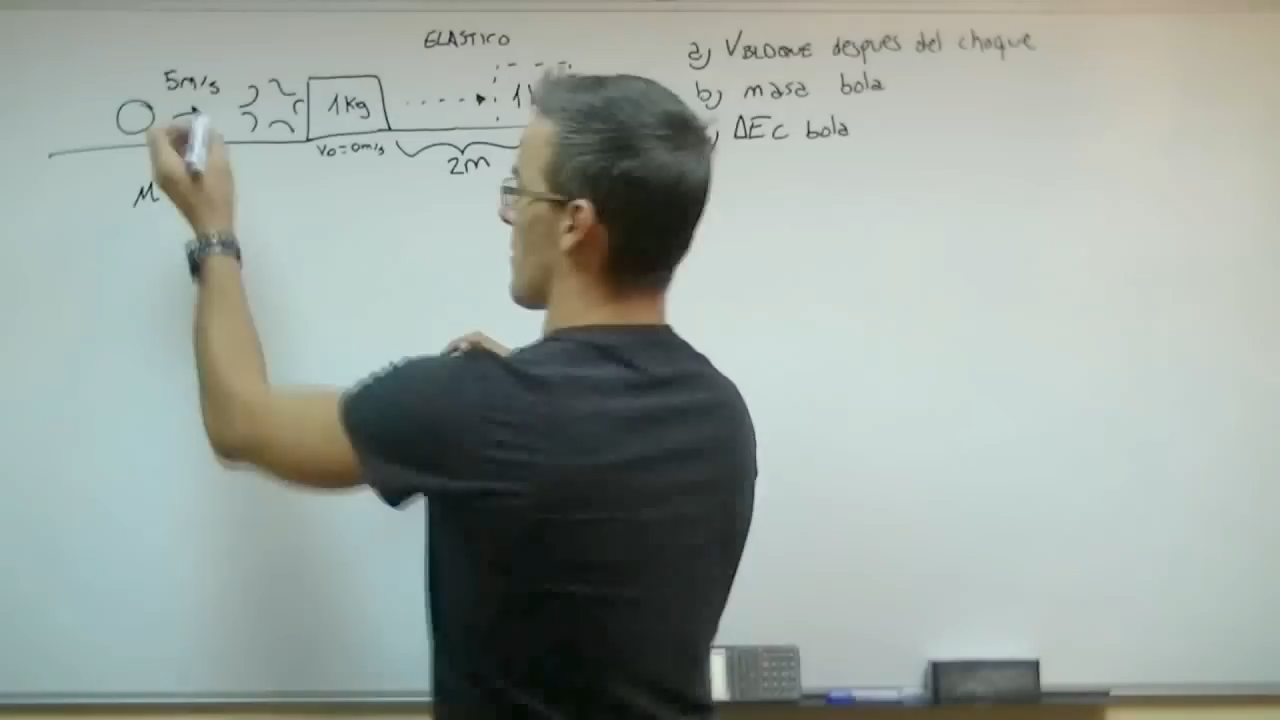 ELASTICO
5m/s
1Kg
V0=0m/s
2m
μ
a) VBLOQUE despues del choque
b) masa bola
ΔEc bola